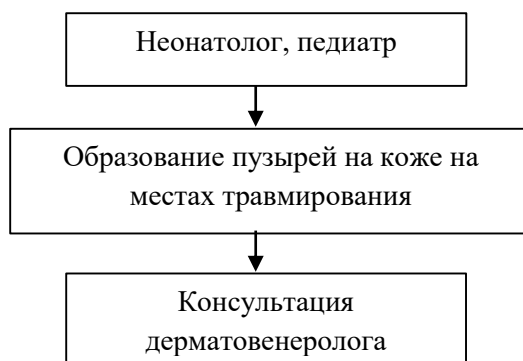 Неонатолог, педиатр
Образование пузырей на коже на
местах травмирования
Консультация
дерматовенеролога